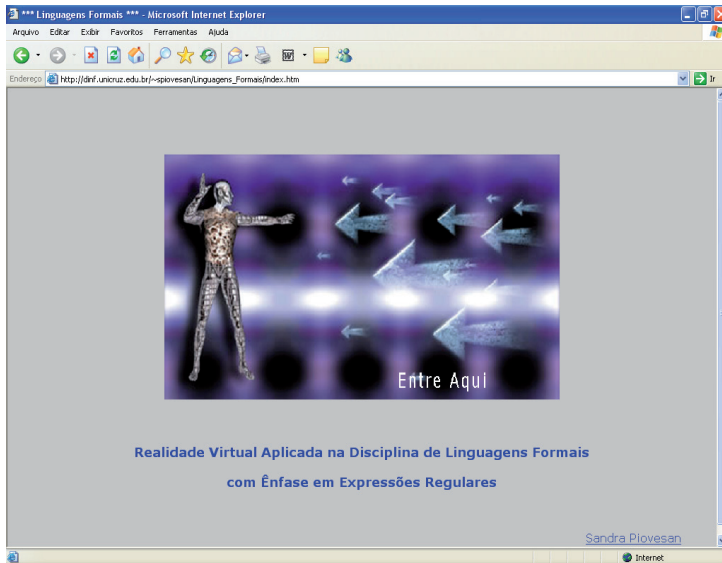 *** Linguagens Formais *** - Microsoft Internet Explorer
Arquivo Editar Exibir Favoritos Ferramentas Ajuda
Endereço http://dinf.unicruz.edu.br/~spiovesan/Linguagens_Formais/index.htm Ir
Entre Aqui
Realidade Virtual Aplicada na Disciplina de Linguagens Formais
com Ênfase em Expressões Regulares
Sandra Piovesan
Internet